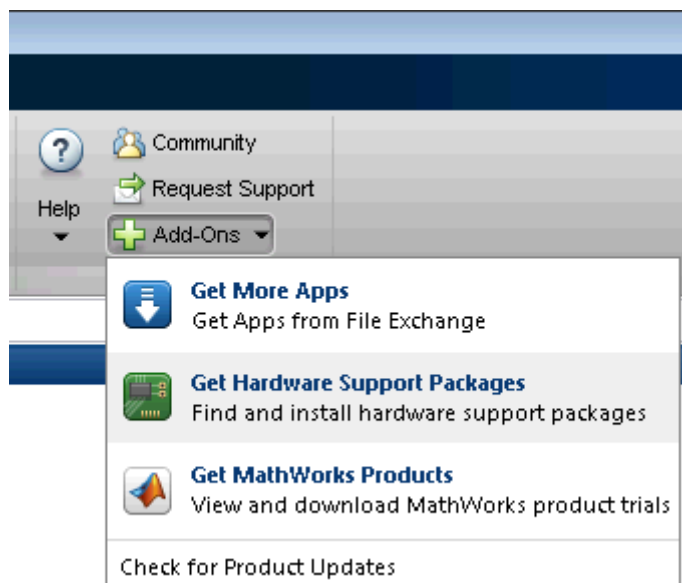 Community
Request Support
Help
Add-Ons
Get More Apps
Get Apps from File Exchange
Get Hardware Support Packages
Find and install hardware support packages
Get MathWorks Products
View and download MathWorks product trials
Check for Product Updates